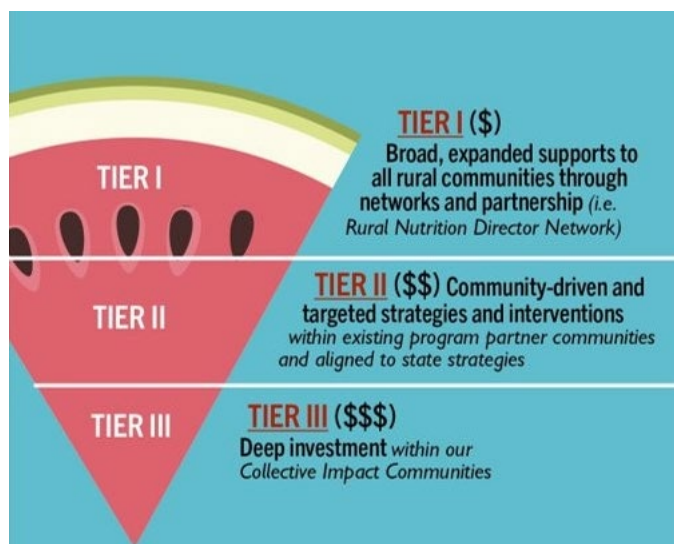 TIER I
TIER I ($)
Broad, expanded supports to
all rural communities through
networks and partnership (i.e.
Rural Nutrition Director Network)
TIER II
TIER II ($$) Community-driven and
targeted strategies and interventions
within existing program partner communities
and aligned to state strategies
TIER III
TIER III ($$$)
Deep investment within our
Collective Impact Communities